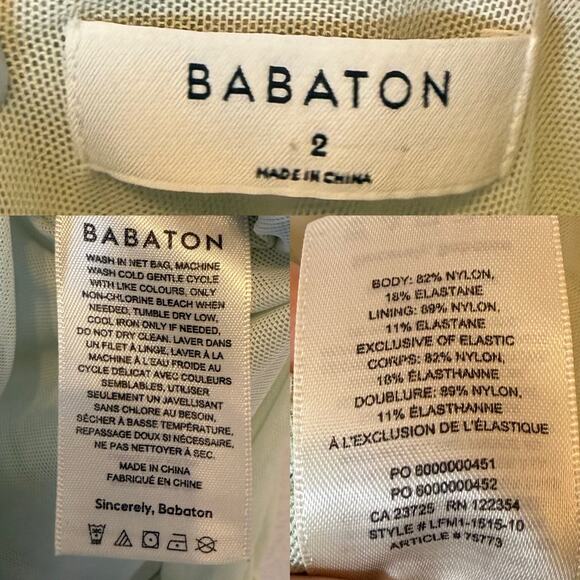 BABATON
2
MADE IN CHINA
BABATON
WASH IN NET BAG, MACHINE
WASH COLD GENTLE CYCLE
WITH LIKE COLOURS, ONLY
NON-CHLORINE BLEACH WHEN
NEEDED, TUMBLE DRY LOW,
COOL IRON ONLY IF NEEDED,
DO NOT DRY CLEAN. LAVER DANS
UN FILET À LINGE, LAVER À LA
MACHINE À L'EAU FROIDE AU
CYCLE DÉLICAT AVEC COULEURS
SEMBLABLES, UTILISER
SEULEMENT UN JAVELLISANT
SANS CHLORE AU BESOIN,
SÉCHER À BASSE TEMPÉRATURE,
REPASSAGE DOUX SI NÉCESSAIRE,
NE PAS NETTOYER À SEC.
MADE IN CHINA
FABRIQUÉ EN CHINE
Sincerely, Babaton
BODY: 82% NYLON,
18% ELASTANE
LINING: 89% NYLON,
11% ELASTANE
EXCLUSIVE OF ELASTIC
CORPS: 82% NYLON,
18% ÉLASTHANNE
DOUBLURE: 89% NYLON,
11% ÉLASTHANNE
À L'EXCLUSION DE L'ÉLASTIQUE
PO 6000000451
PO 6000000452
CA 23725 RN 122354
STYLE # LFM1-1515-10
ARTICLE # 75773